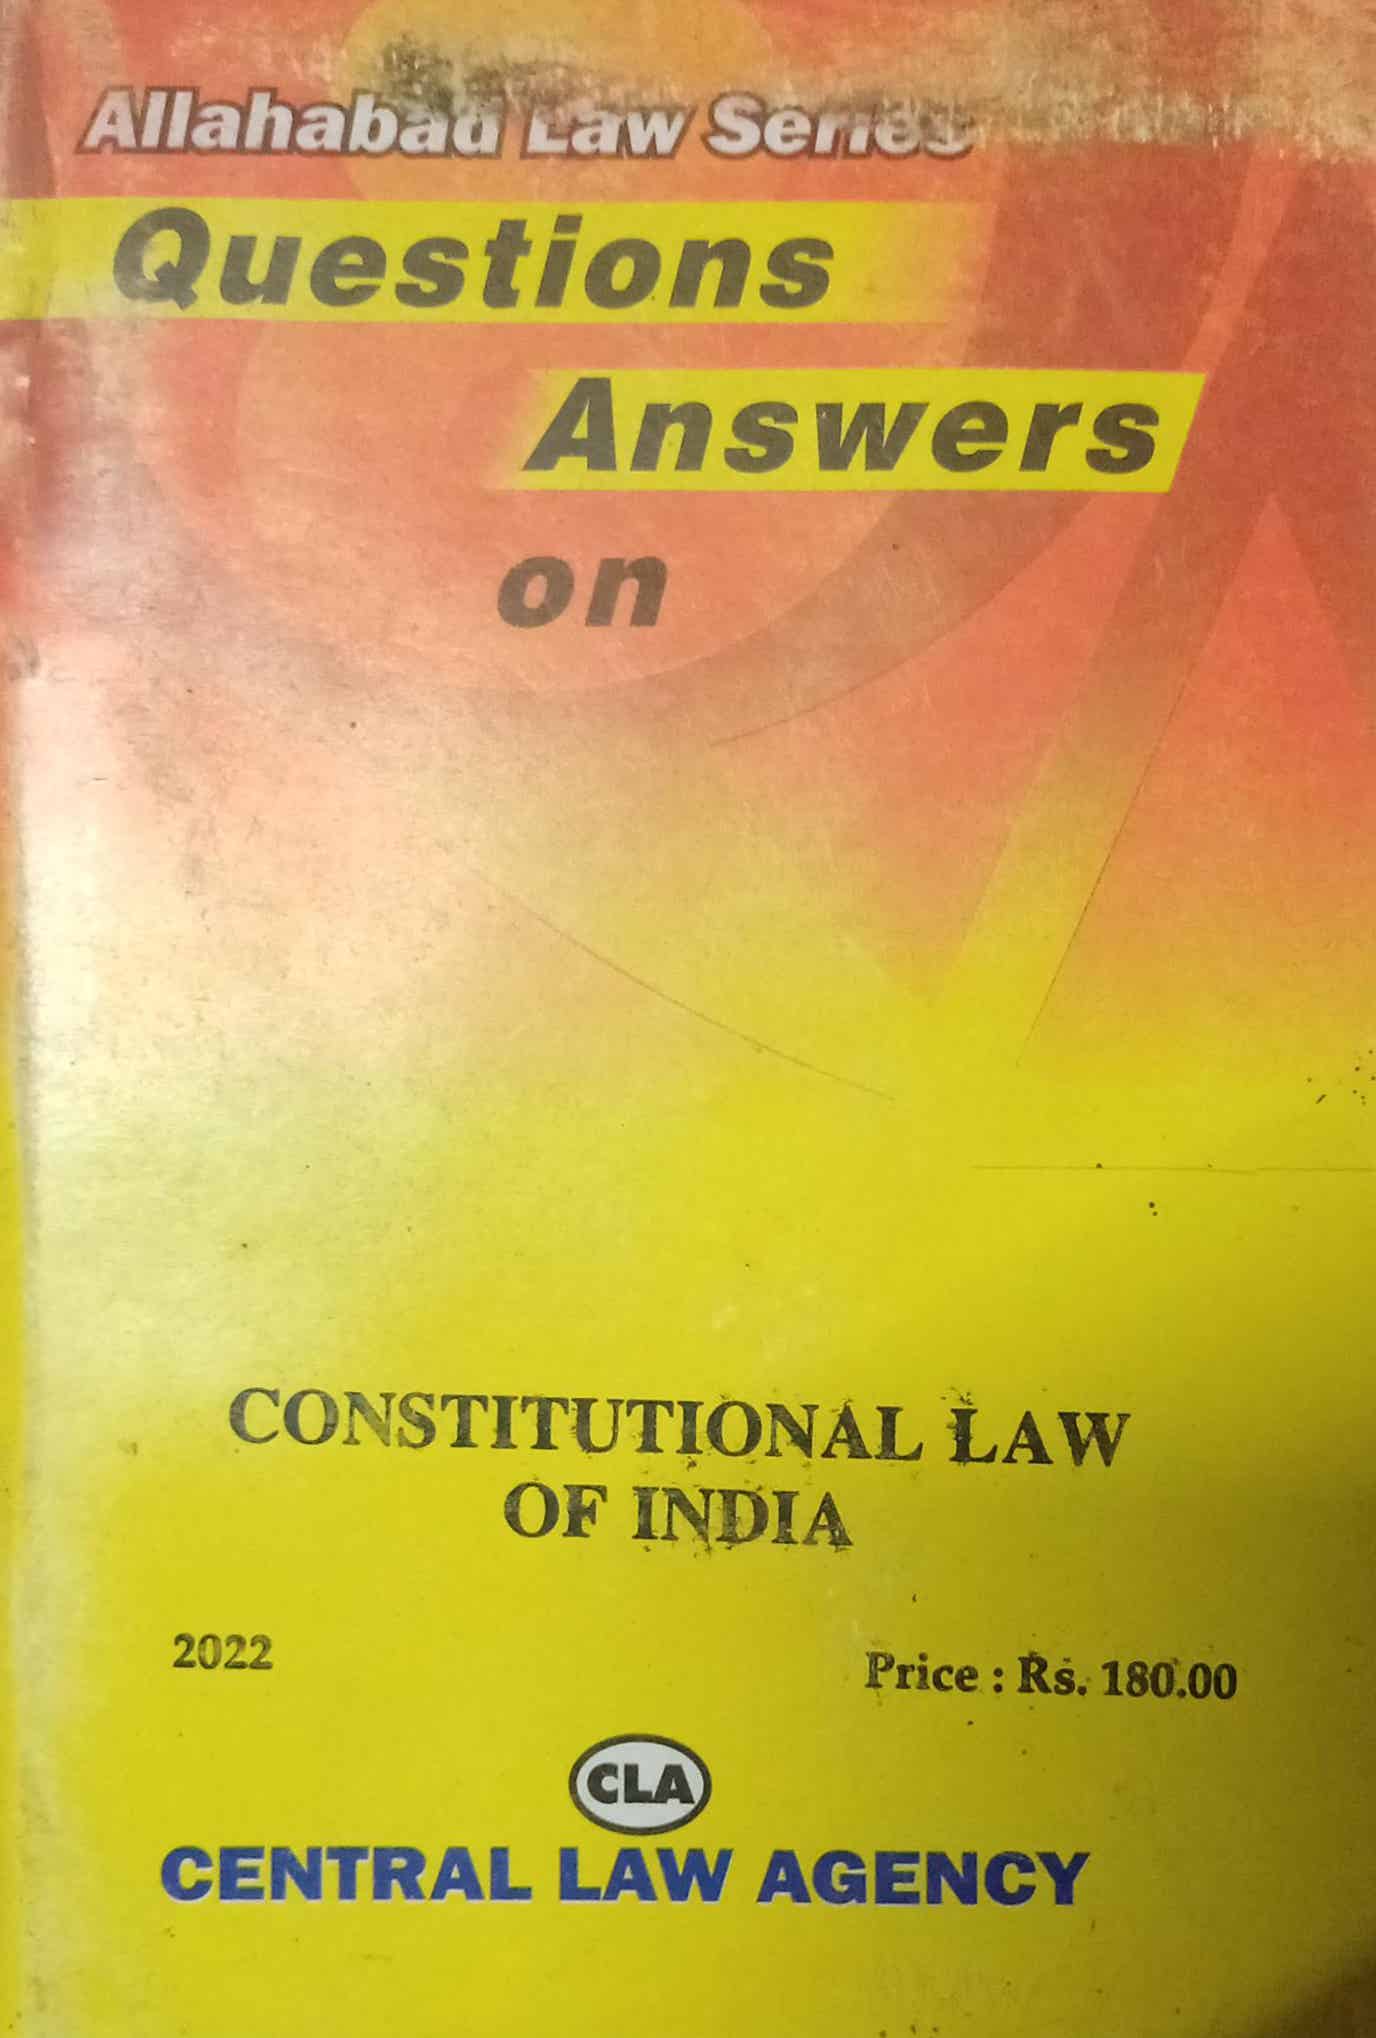 Allahabad Law Series
Questions
Answers
on
CONSTITUTIONAL LAW
OF INDIA
2022
Price : Rs. 180.00
CLA
CENTRAL LAW AGENCY